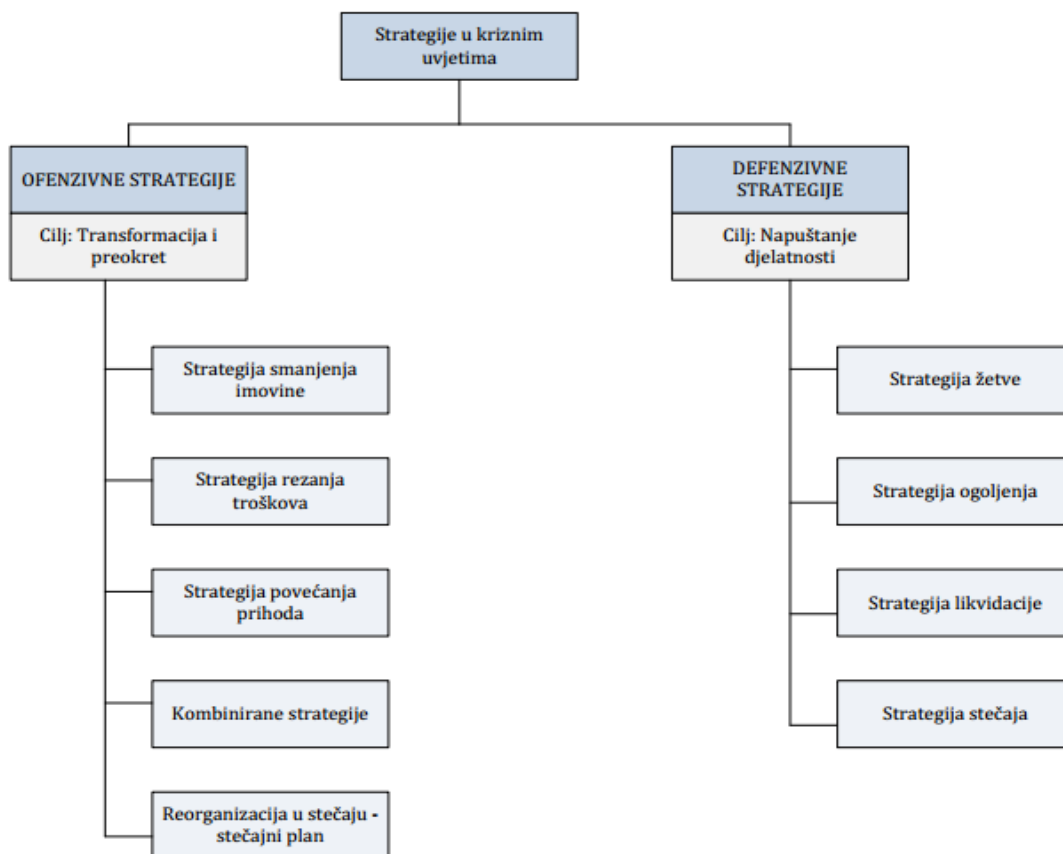 Strategije u kriznim
uvjetima
OFENZIVNE STRATEGIJE
Cilj: Transformacija i
preokret
Strategija smanjenja
imovine
Strategija rezanja
troškova
Strategija povećanja
prihoda
Kombinirane strategije
Reorganizacija u stečaju -
stečajni plan
DEFENZIVNE
STRATEGIJE
Cilj: Napuštanje
djelatnosti
Strategija žetve
Strategija ogoljenja
Strategija likvidacije
Strategija stečaja